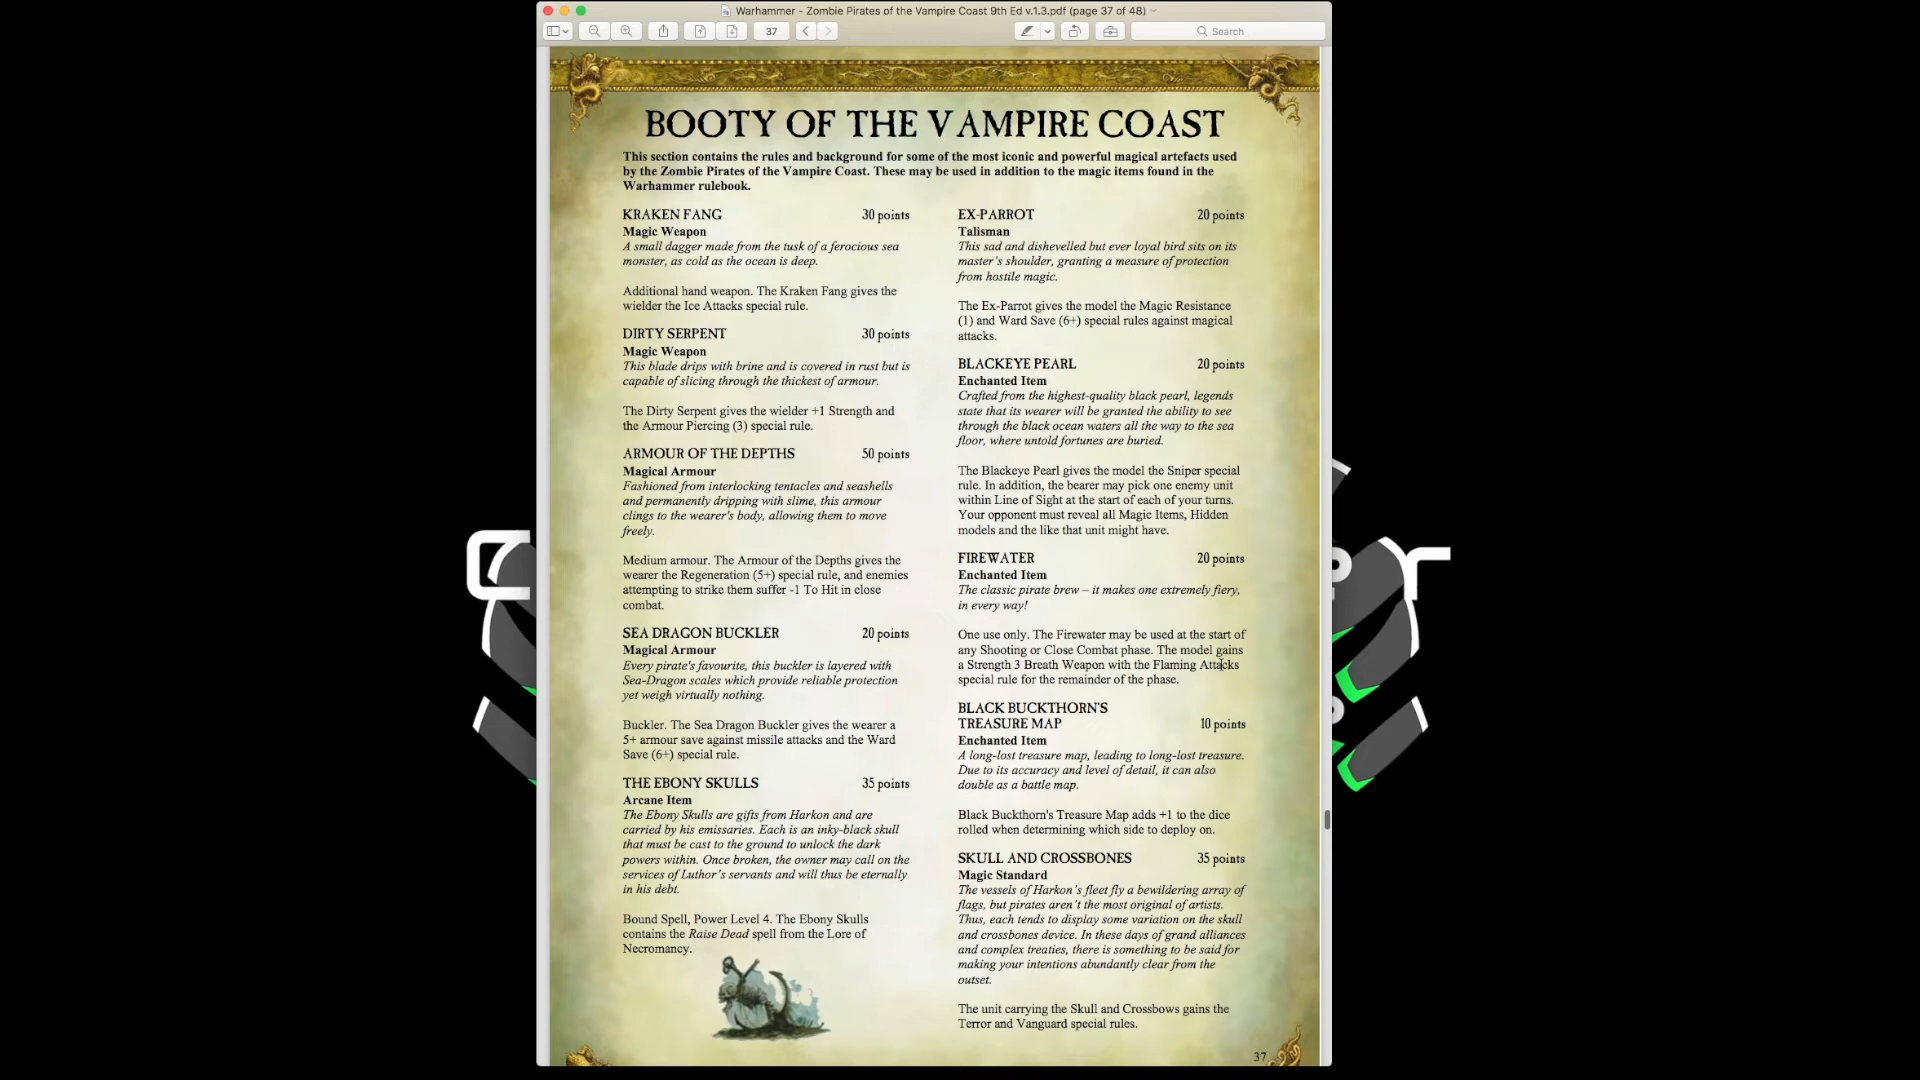 Warhammer - Zombie Pirates of the Vampire Coast 9th Ed v.1.3.pdf (page 37 of 48)
37
Search
BOOTY OF THE VAMPIRE COAST
This section contains the rules and background for some of the most iconic and powerful magical artefacts used
by the Zombie Pirates of the Vampire Coast. These may be used in addition to the magic items found in the
Warhammer rulebook.
KRAKEN FANG 30 points
Magic Weapon
A small dagger made from the tusk of a ferocious sea
monster, as cold as the ocean is deep.
Additional hand weapon. The Kraken Fang gives the
wielder the Ice Attacks special rule.
DIRTY SERPENT 30 points
Magic Weapon
This blade drips with brine and is covered in rust but is
capable of slicing through the thickest of armour.
The Dirty Serpent gives the wielder +1 Strength and
the Armour Piercing (3) special rule.
ARMOUR OF THE DEPTHS 50 points
Magical Armour
Fashioned from interlocking tentacles and seashells
and permanently dripping with slime, this armour
clings to the wearer's body, allowing them to move
freely.
Medium armour. The Armour of the Depths gives the
wearer the Regeneration (5+) special rule, and enemies
attempting to strike them suffer -1 To Hit in close
combat.
SEA DRAGON BUCKLER 20 points
Magical Armour
Every pirate's favourite, this buckler is layered with
Sea-Dragon scales which provide reliable protection
yet weigh virtually nothing.
Buckler. The Sea Dragon Buckler gives the wearer a
5+ armour save against missile attacks and the Ward
Save (6+) special rule.
THE EBONY SKULLS 35 points
Arcane Item
The Ebony Skulls are gifts from Harkon and are
carried by his emissaries. Each is an inky-black skull
that must be cast to the ground to unlock the dark
powers within. Once broken, the owner may call on the
services of Luthor's servants and will thus be eternally
in his debt.
Bound Spell, Power Level 4. The Ebony Skulls
contains the Raise Dead spell from the Lore of
Necromancy.
EX-PARROT 20 points
Talisman
This sad and dishevelled but ever loyal bird sits on its
master's shoulder, granting a measure of protection
from hostile magic.
The Ex-Parrot gives the model the Magic Resistance
(1) and Ward Save (6+) special rules against magical
attacks.
BLACKEYE PEARL 20 points
Enchanted Item
Crafted from the highest-quality black pearl, legends
state that its wearer will be granted the ability to see
through the black ocean waters all the way to the sea
floor, where untold fortunes are buried.
The Blackeye Pearl gives the model the Sniper special
rule. In addition, the bearer may pick one enemy unit
within Line of Sight at the start of each of your turns.
Your opponent must reveal all Magic Items, Hidden
models and the like that unit might have.
FIREWATER 20 points
Enchanted Item
The classic pirate brew – it makes one extremely fiery,
in every way!
One use only. The Firewater may be used at the start of
any Shooting or Close Combat phase. The model gains
a Strength 3 Breath Weapon with the Flaming Attacks
special rule for the remainder of the phase.
BLACK BUCKTHORN'S
TREASURE MAP 10 points
Enchanted Item
A long-lost treasure map, leading to long-lost treasure.
Due to its accuracy and level of detail, it can also
double as a battle map.
Black Buckthorn's Treasure Map adds +1 to the dice
rolled when determining which side to deploy on.
SKULL AND CROSSBONES 35 points
Magic Standard
The vessels of Harkon's fleet fly a bewildering array of
flags, but pirates aren't the most original of artists.
Thus, each tends to display some variation on the skull
and crossbones device. In these days of grand alliances
and complex treaties, there is something to be said for
making your intentions abundantly clear from the
outset.
The unit carrying the Skull and Crossbows gains the
Terror and Vanguard special rules.
37